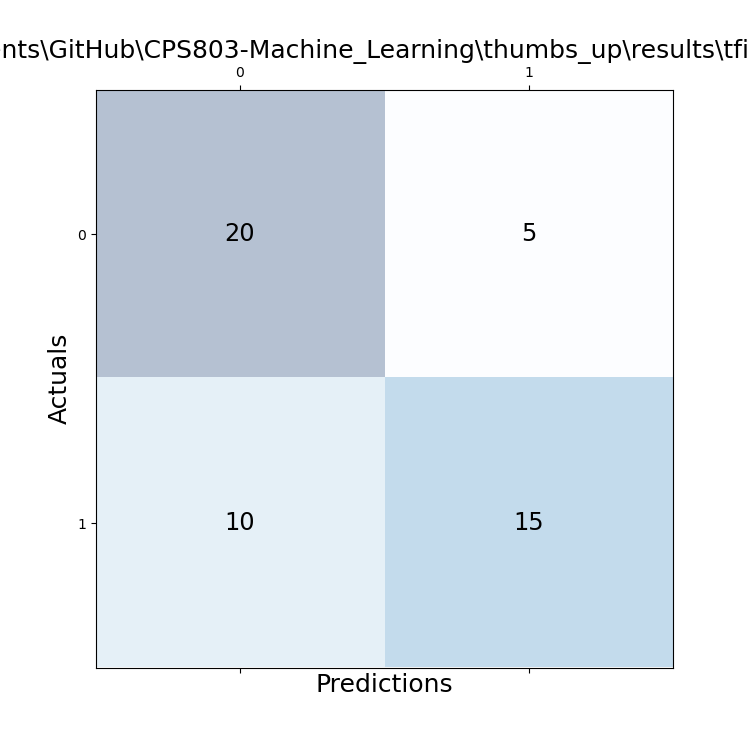 nts\GitHub\CPS803-Machine_Learning\thumbs_up\results\tfi
0 1
0 20 5
Actuals
1 10 15
Predictions